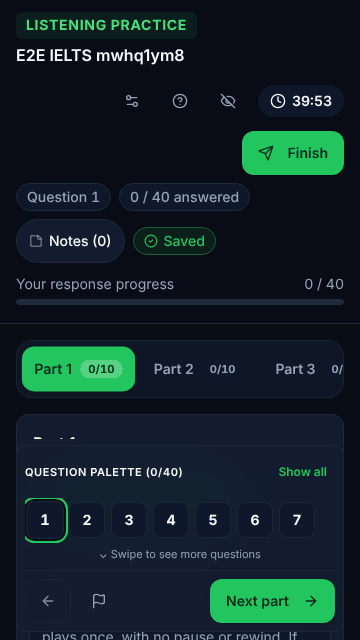 LISTENING PRACTICE
E2E IELTS mwhq1ym8
39:53
Finish
Question 1
0 / 40 answered
Notes (0)
Saved
Your response progress
0 / 40
Part 1 0/10
Part 2 0/10
Part 3 0/
QUESTION PALETTE (0/40)
Show all
1 2 3 4 5 6 7
Swipe to see more questions
Next part
plays once, with no pause or rewind. If